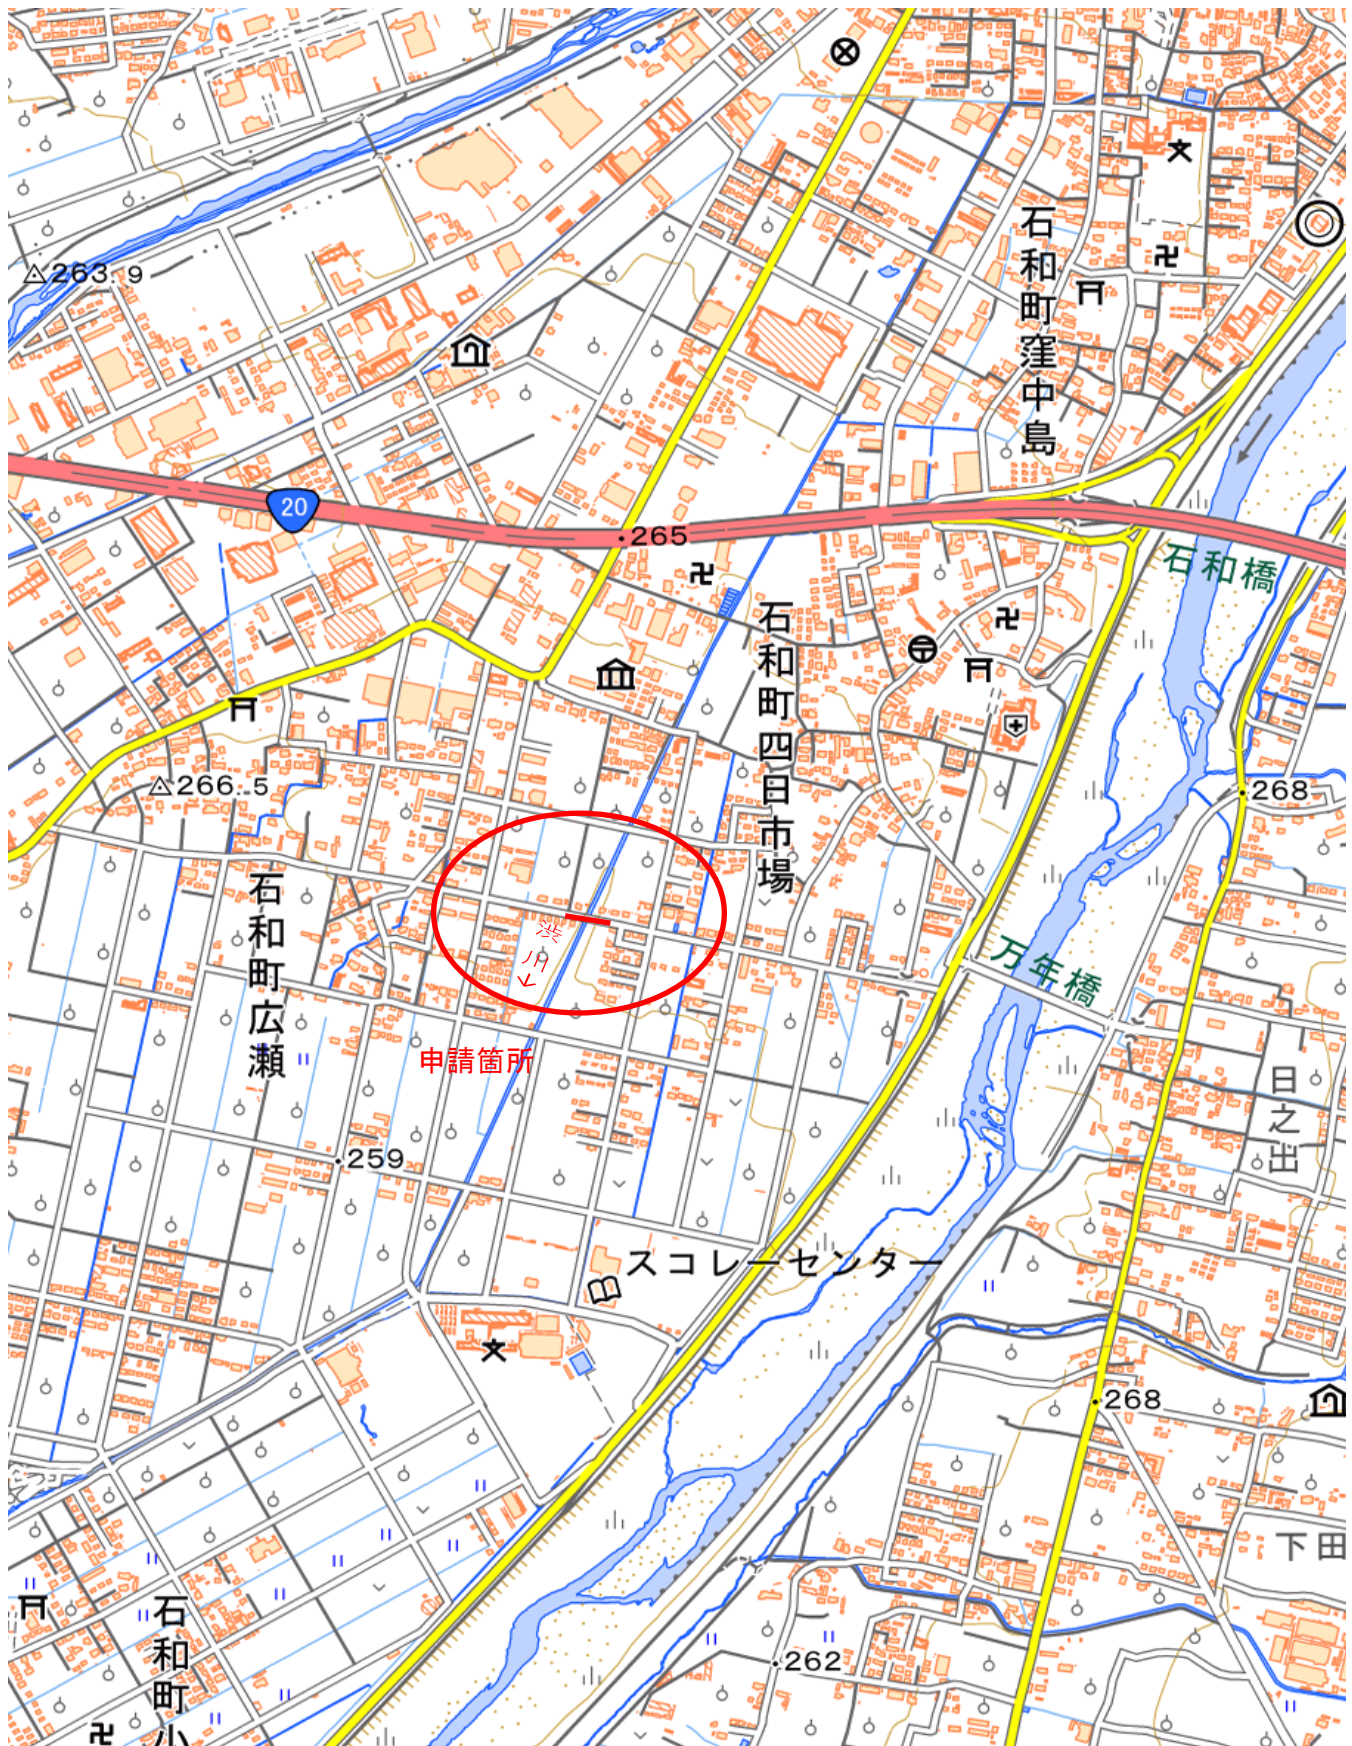 石和町窪中島
263.9
20
265
石和橋
石和町四日市場
266.5
268
石和町広瀬
渋川
万年橋
申請箇所
日之出
259
スコレーセンター
268
下田
石和町小
262